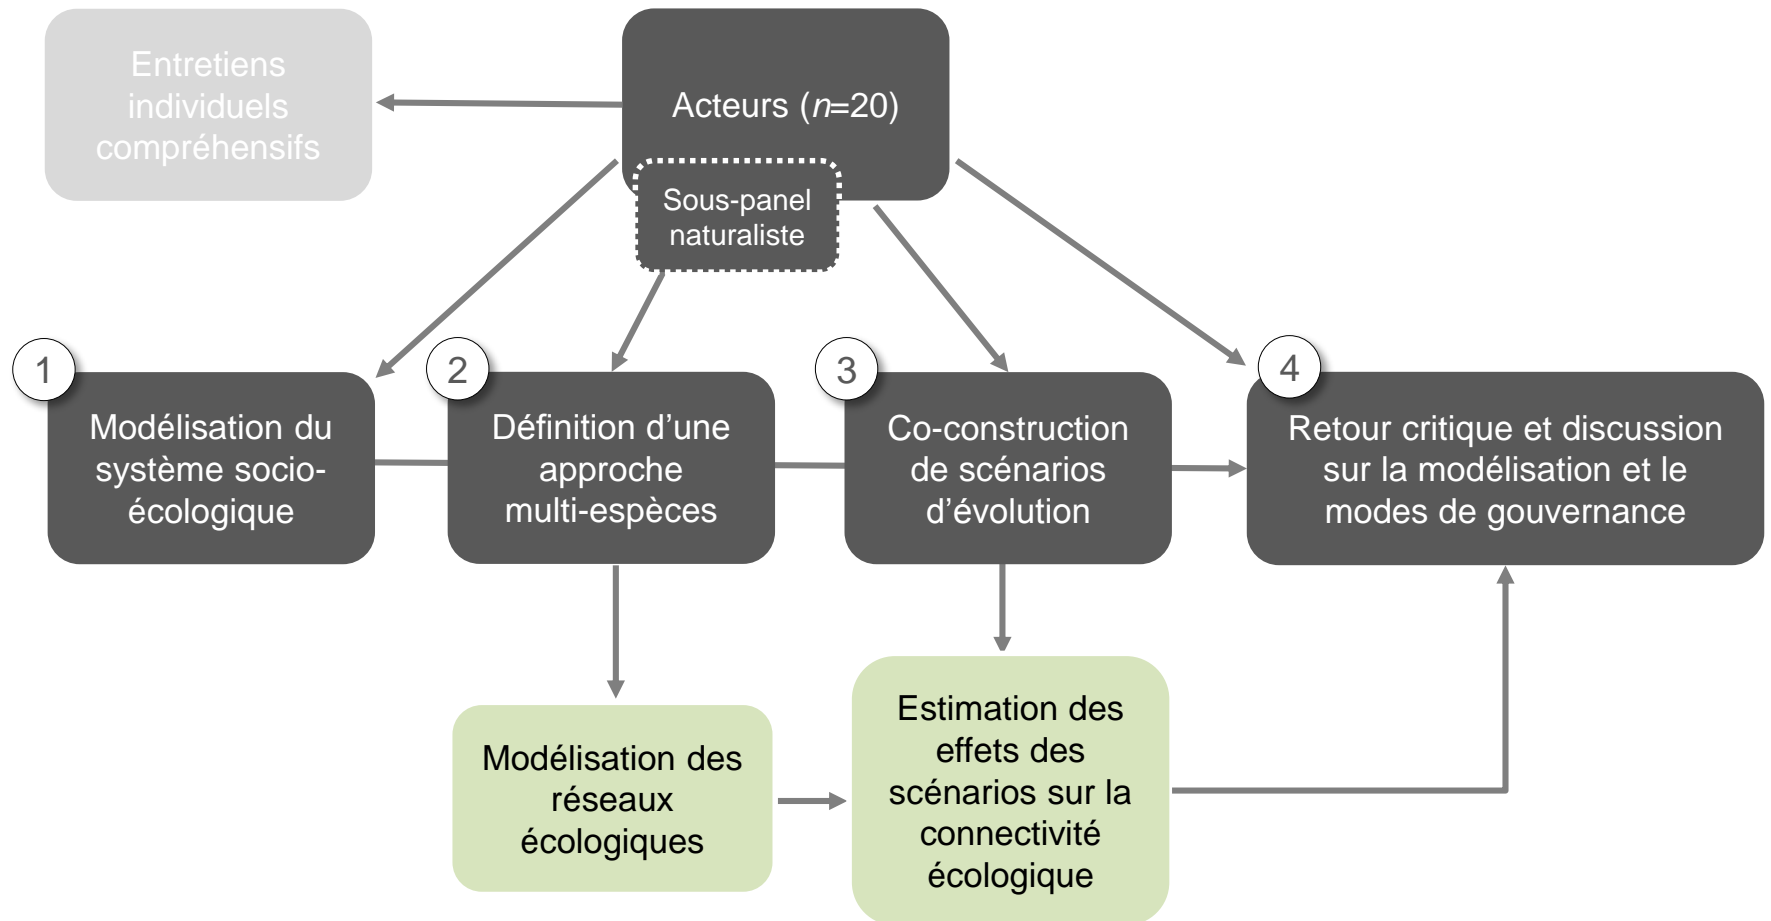 Entretiens
individuels
compréhensifs
Acteurs (n=20)
Sous-panel
naturaliste
1
Modélisation du
système socio-
écologique
2
Définition d’une
approche
multi-espèces
3
Co-construction
de scénarios
d’évolution
4
Retour critique et discussion
sur la modélisation et le
modes de gouvernance
Modélisation des
réseaux
écologiques
Estimation des
effets des
scénarios sur la
connectivité
écologique